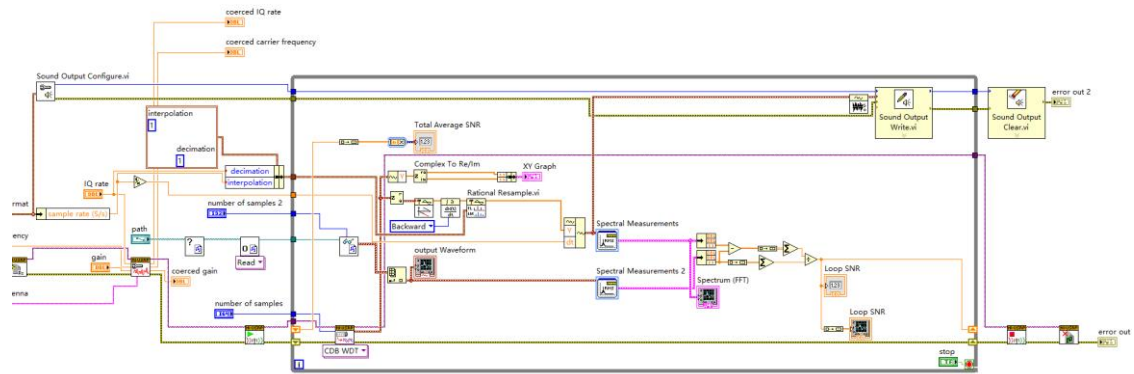 coerced IQ rate
coerced carrier frequency
Sound Output Configure.vi
interpolation
1
decimation
1
decimation
interpolation
IQ rate
rmat
sample rate (S/s)
number of samples 2
path
ency
gain
Read
coerced gain
enna
number of samples
CDB WDT
Total Average SNR
Complex To Re/Im
XY Graph
Rational Resample.vi
Backward
Y
dt
output Waveform
Spectral Measurements
Spectral Measurements 2
Spectrum (FFT)
Loop SNR
Loop SNR
Sound Output
Write.vi
Sound Output
Clear.vi
error out 2
stop
error out
i